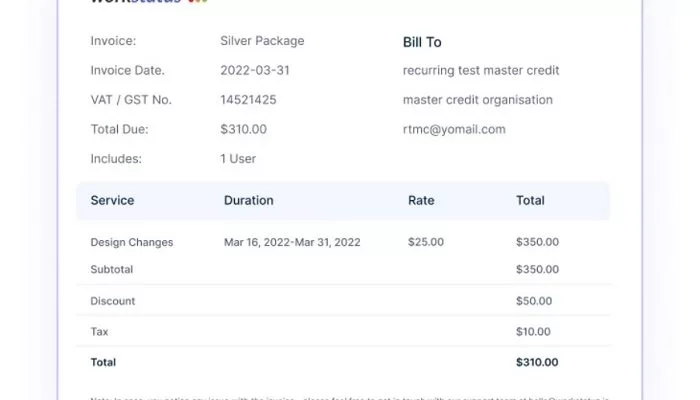 workstatus
Invoice: Silver Package Bill To
Invoice Date. 2022-03-31 recurring test master credit
VAT / GST No. 14521425 master credit organisation
Total Due: $310.00 rtmc@yomail.com
Includes: 1 User
Service Duration Rate Total
Design Changes Mar 16, 2022-Mar 31, 2022 $25.00 $350.00
Subtotal $350.00
Discount $50.00
Tax $10.00
Total $310.00